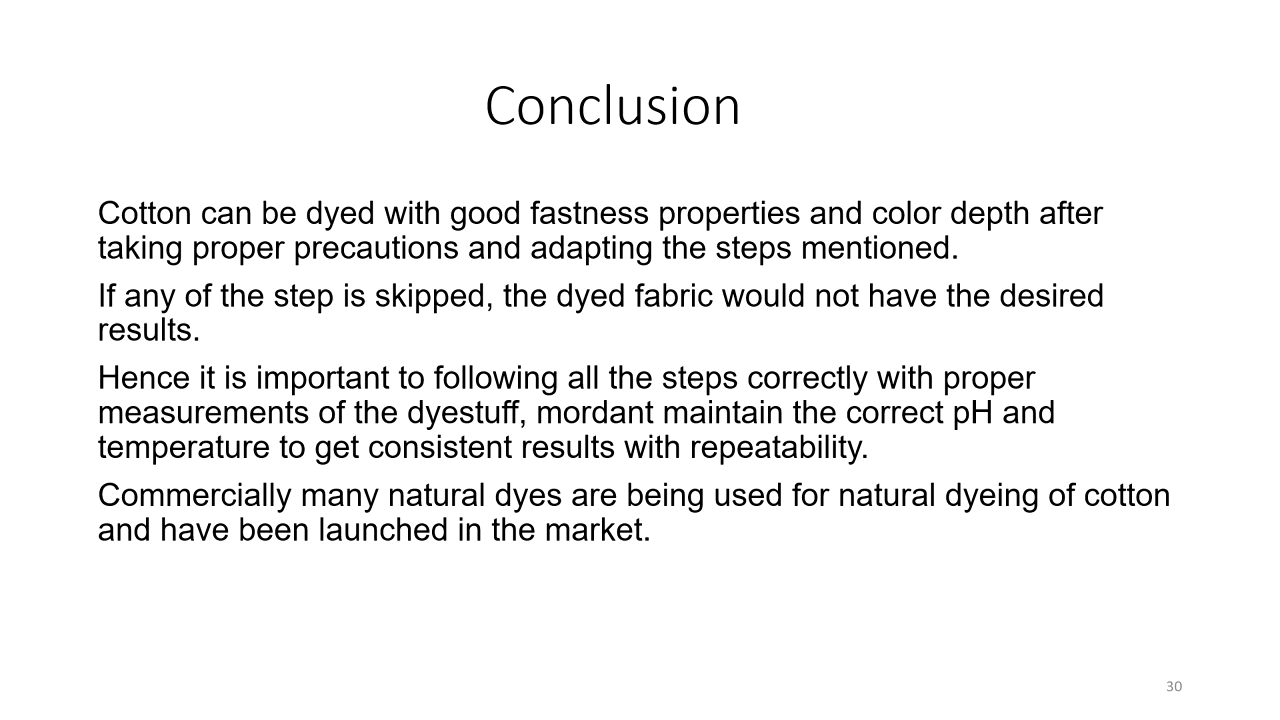 Conclusion
Cotton can be dyed with good fastness properties and color depth after
taking proper precautions and adapting the steps mentioned.
If any of the step is skipped, the dyed fabric would not have the desired
results.
Hence it is important to following all the steps correctly with proper
measurements of the dyestuff, mordant maintain the correct pH and
temperature to get consistent results with repeatability.
Commercially many natural dyes are being used for natural dyeing of cotton
and have been launched in the market.
30